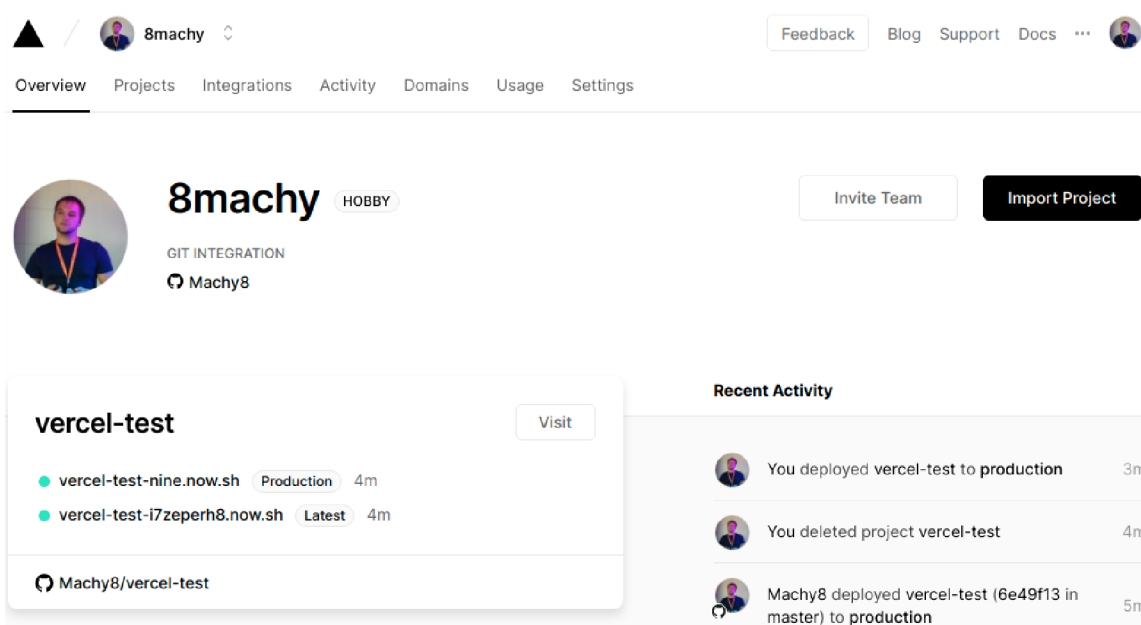 8machy
Feedback Blog Support Docs ···
Overview Projects Integrations Activity Domains Usage Settings
8machy HOBBY
Invite Team Import Project
GIT INTEGRATION
Machy8
Recent Activity
vercel-test Visit
You deployed vercel-test to production 3m
vercel-test-nine.now.sh Production 4m
vercel-test-i7zeperh8.now.sh Latest 4m
You deleted project vercel-test 4m
Machy8/vercel-test
Machy8 deployed vercel-test (6e49f13 in
master) to production 5m